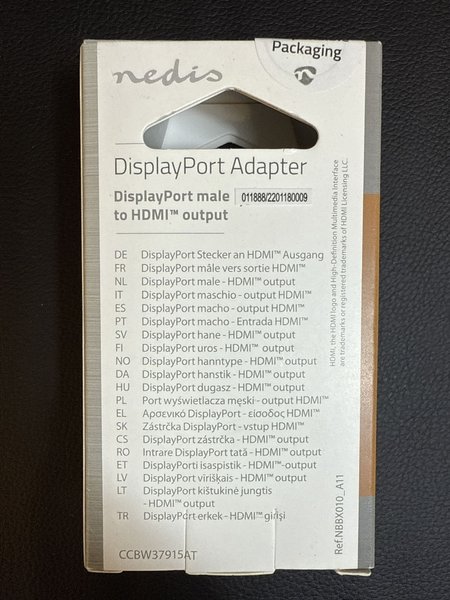 Packaging
nedis
DisplayPort Adapter
DisplayPort male
011888/2201180009
to HDMI™ output
DE DisplayPort Stecker an HDMI™ Ausgang
FR DisplayPort mâle vers sortie HDMI™
NL DisplayPort male - HDMI™ output
IT DisplayPort maschio - output HDMI™
ES DisplayPort macho - output HDMI™
PT DisplayPort macho - Entrada HDMI™
SV DisplayPort hane - HDMI™ output
FI DisplayPort uros - HDMI™ output
NO DisplayPort hanntype - HDMI™ output
DA DisplayPort hanstik - HDMI™ output
HU DisplayPort dugasz - HDMI™ output
PL Port wyświetlacza męski - output HDMI™
EL Αρσενικό DisplayPort - είσοδος HDMI™
SK Zástrčka DisplayPort - vstup HDMI™
CS DisplayPort zástrčka - HDMI™ output
RO Intrare DisplayPort tată - HDMI™ output
ET DisplayPorti isaspistik - HDMI™-output
LV DisplayPort vīrišķais - HDMI™ output
LT DisplayPort kištukinė jungtis
- HDMI™ output
TR DisplayPort erkek - HDMI™ girişi
CCBW37915AT
HDMI, the HDMI logo and High-Definition Multimedia Interface
are trademarks or registered trademarks of HDMI Licensing LLC.
Ref.NBBX010_A11